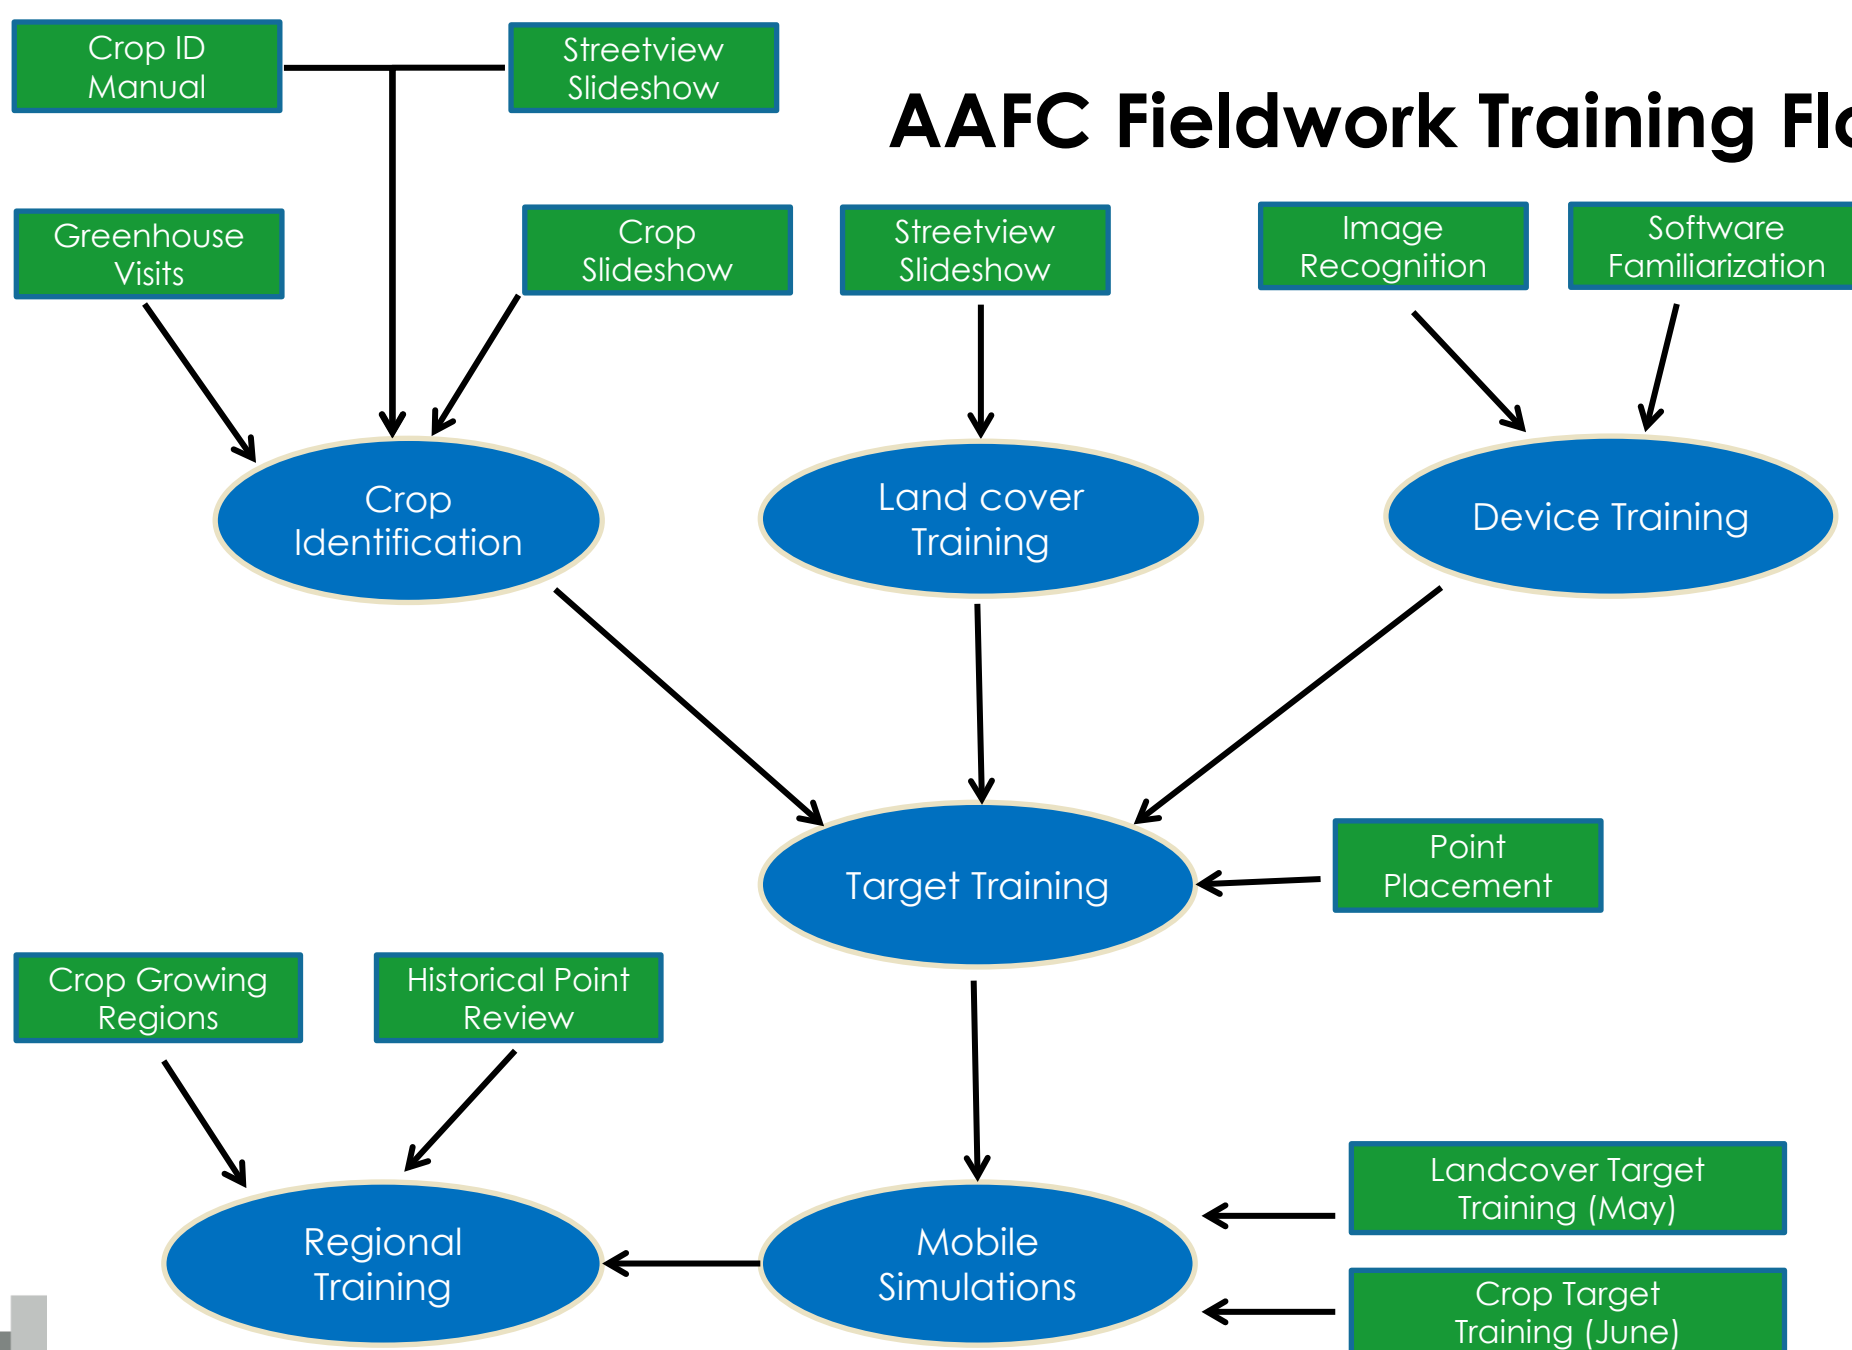 Crop ID
Manual
Streetview
Slideshow
AAFC Fieldwork Training
Greenhouse
Visits
Crop
Slideshow
Streetview
Slideshow
Image
Recognition
Software
Familiarization
Crop
Identification
Land cover
Training
Device Training
Target Training
Point
Placement
Crop Growing
Regions
Historical Point
Review
Landcover Target
Training (May)
Regional
Training
Mobile
Simulations
Crop Target
Training (June)